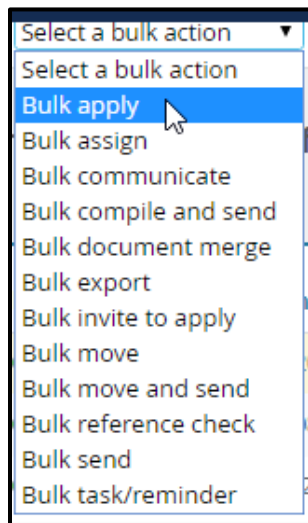 Select a bulk action
Select a bulk action
Bulk apply
Bulk assign
Bulk communicate
Bulk compile and send
Bulk document merge
Bulk export
Bulk invite to apply
Bulk move
Bulk move and send
Bulk reference check
Bulk send
Bulk task/reminder